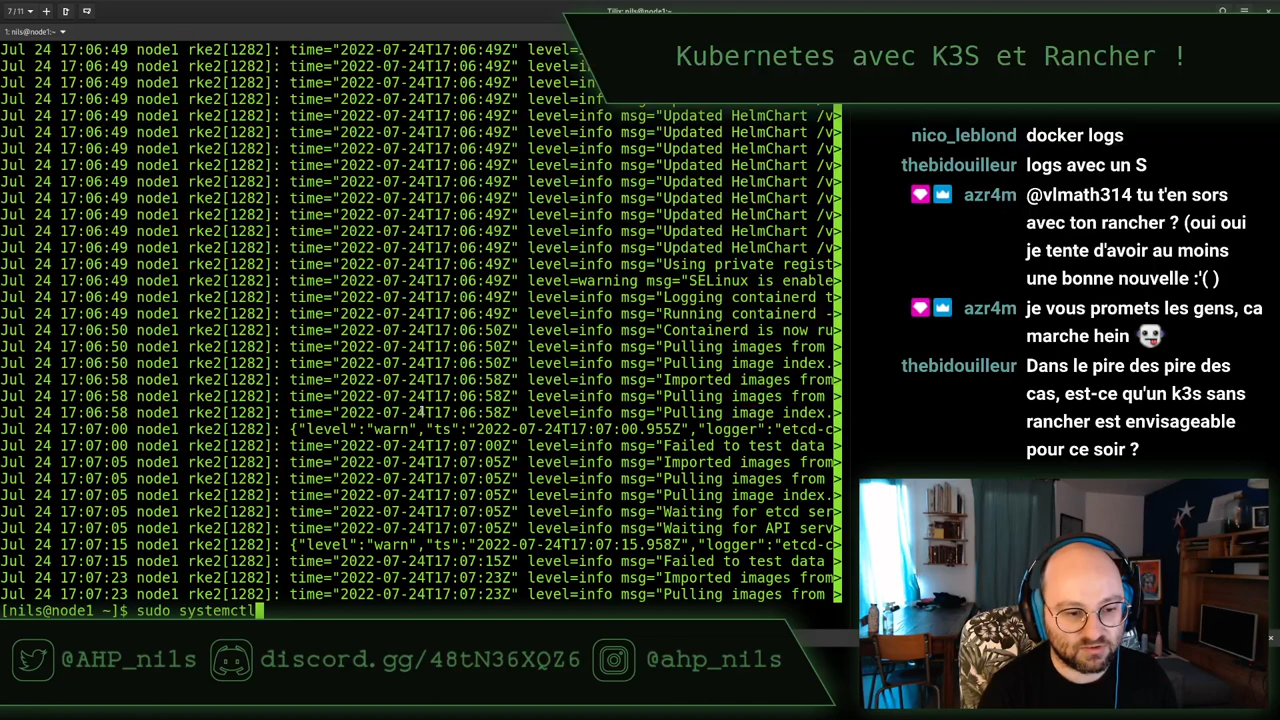 7 / 11
Tilix: nils@node1:~
1: nils@node1:~
Kubernetes avec K3S et Rancher !
Jul 24 17:06:49 node1 rke2[1282]: time="2022-07-24T17:06:49Z" level=
Jul 24 17:06:49 node1 rke2[1282]: time="2022-07-24T17:06:49Z" level=in
Jul 24 17:06:49 node1 rke2[1282]: time="2022-07-24T17:06:49Z" level=in
Jul 24 17:06:49 node1 rke2[1282]: time="2022-07-24T17:06:49Z" level=inf
Jul 24 17:06:49 node1 rke2[1282]: time="2022-07-24T17:06:49Z" level=info msg="Updated HelmChart /v>
Jul 24 17:06:49 node1 rke2[1282]: time="2022-07-24T17:06:49Z" level=info msg="Updated HelmChart /v>
Jul 24 17:06:49 node1 rke2[1282]: time="2022-07-24T17:06:49Z" level=info msg="Updated HelmChart /v>
Jul 24 17:06:49 node1 rke2[1282]: time="2022-07-24T17:06:49Z" level=info msg="Updated HelmChart /v>
Jul 24 17:06:49 node1 rke2[1282]: time="2022-07-24T17:06:49Z" level=info msg="Updated HelmChart /v>
Jul 24 17:06:49 node1 rke2[1282]: time="2022-07-24T17:06:49Z" level=info msg="Updated HelmChart /v>
Jul 24 17:06:49 node1 rke2[1282]: time="2022-07-24T17:06:49Z" level=info msg="Updated HelmChart /v>
Jul 24 17:06:49 node1 rke2[1282]: time="2022-07-24T17:06:49Z" level=info msg="Updated HelmChart /v>
Jul 24 17:06:49 node1 rke2[1282]: time="2022-07-24T17:06:49Z" level=info msg="Updated HelmChart /v>
Jul 24 17:06:49 node1 rke2[1282]: time="2022-07-24T17:06:49Z" level=info msg="Using private regist>
Jul 24 17:06:49 node1 rke2[1282]: time="2022-07-24T17:06:49Z" level=warning msg="SELinux is enable>
Jul 24 17:06:49 node1 rke2[1282]: time="2022-07-24T17:06:49Z" level=info msg="Logging containerd t>
Jul 24 17:06:49 node1 rke2[1282]: time="2022-07-24T17:06:49Z" level=info msg="Running containerd ->
Jul 24 17:06:50 node1 rke2[1282]: time="2022-07-24T17:06:50Z" level=info msg="Containerd is now ru>
Jul 24 17:06:50 node1 rke2[1282]: time="2022-07-24T17:06:50Z" level=info msg="Pulling images from >
Jul 24 17:06:50 node1 rke2[1282]: time="2022-07-24T17:06:50Z" level=info msg="Pulling image index.>
Jul 24 17:06:58 node1 rke2[1282]: time="2022-07-24T17:06:58Z" level=info msg="Imported images from>
Jul 24 17:06:58 node1 rke2[1282]: time="2022-07-24T17:06:58Z" level=info msg="Pulling images from >
Jul 24 17:06:58 node1 rke2[1282]: time="2022-07-24T17:06:58Z" level=info msg="Pulling image index.>
Jul 24 17:07:00 node1 rke2[1282]: {"level":"warn","ts":"2022-07-24T17:07:00.955Z","logger":"etcd-c>
Jul 24 17:07:00 node1 rke2[1282]: time="2022-07-24T17:07:00Z" level=info msg="Failed to test data >
Jul 24 17:07:05 node1 rke2[1282]: time="2022-07-24T17:07:05Z" level=info msg="Imported images from>
Jul 24 17:07:05 node1 rke2[1282]: time="2022-07-24T17:07:05Z" level=info msg="Pulling images from >
Jul 24 17:07:05 node1 rke2[1282]: time="2022-07-24T17:07:05Z" level=info msg="Pulling image index.>
Jul 24 17:07:05 node1 rke2[1282]: time="2022-07-24T17:07:05Z" level=info msg="Waiting for etcd ser>
Jul 24 17:07:05 node1 rke2[1282]: time="2022-07-24T17:07:05Z" level=info msg="Waiting for API serv>
Jul 24 17:07:15 node1 rke2[1282]: {"level":"warn","ts":"2022-07-24T17:07:15.958Z","logger":"etcd-c>
Jul 24 17:07:15 node1 rke2[1282]: time="2022-07-24T17:07:15Z" level=info msg="Failed to test data >
Jul 24 17:07:23 node1 rke2[1282]: time="2022-07-24T17:07:23Z" level=info msg="Imported images from>
Jul 24 17:07:23 node1 rke2[1282]: time="2022-07-24T17:07:23Z" level=info msg="Pulling images from >
[nils@node1 ~]$ sudo systemctl
nico_leblond docker logs
thebidouilleur logs avec un S
azr4m @vlmath314 tu t'en sors
avec ton rancher ? (oui oui
je tente d'avoir au moins
une bonne nouvelle :'( )
azr4m je vous promets les gens, ca
marche hein
thebidouilleur Dans le pire des pire des
cas, est-ce qu'un k3s sans
rancher est envisageable
pour ce soir ?
@AHP_nils discord.gg/48tN36XQZ6 @ahp_nils